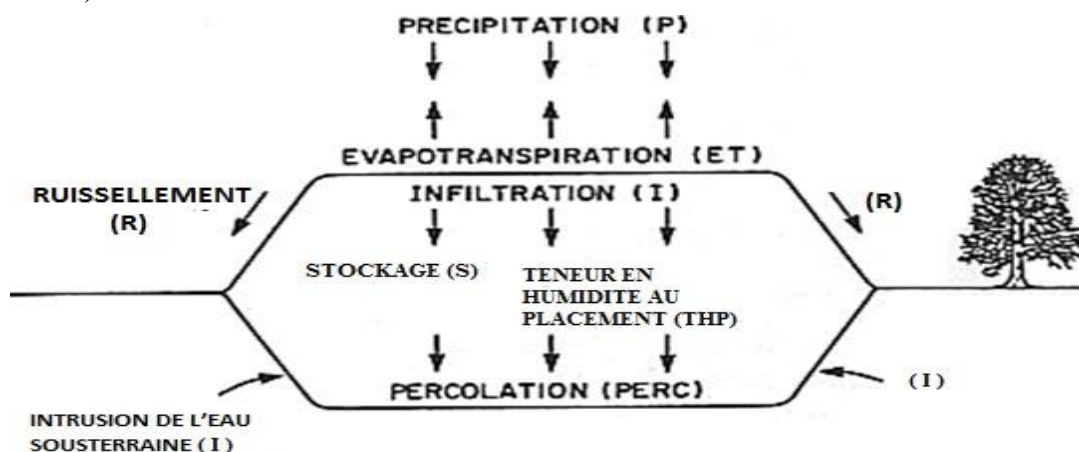 PRECIPITATION (P)
EVAPOTRANSPIRATION (ET)
RUISSELLEMENT
(R)
INFILTRATION (I)
(R)
STOCKAGE (S)
TENEUR EN
HUMIDITE AU
PLACEMENT (THP)
PERCOLATION (PERC)
( I )
INTRUSION DE L'EAU
SOUSTERRAINE ( I )